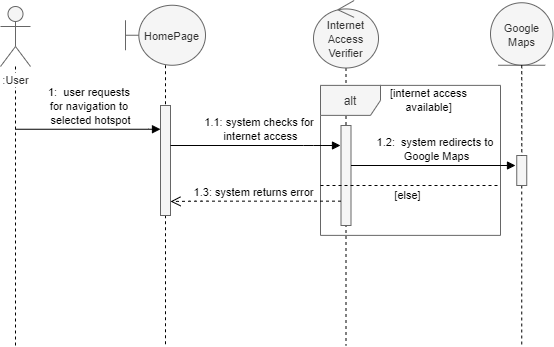 :User
HomePage
Internet
Access
Verifier
Google
Maps
1:  user requests
for navigation to
selected hotspot
alt
[internet access
available]
1.1: system checks for
internet access
1.2:  system redirects to
Google Maps
1.3: system returns error
[else]